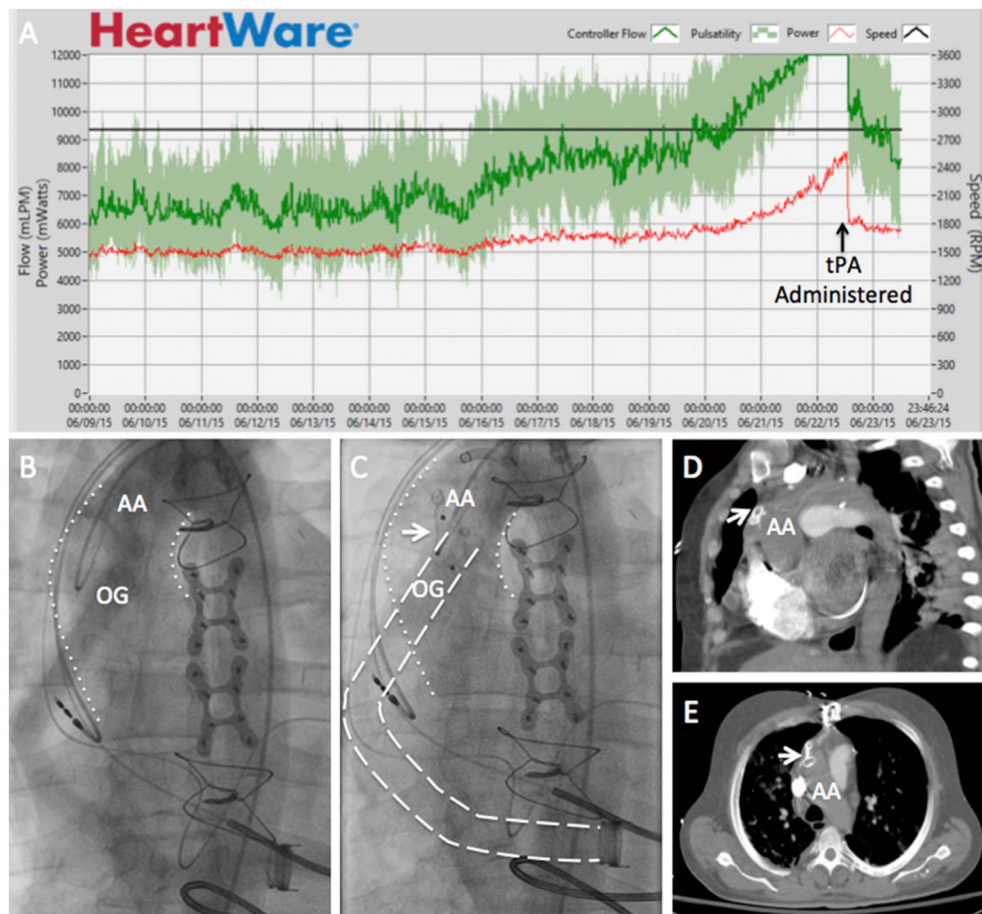 A
HeartWare®
Controller Flow Pulsatility Power Speed
12000 3600
11000 3300
10000 3000
9000 2700
8000 2400
7000 2100
6000 1800
5000 1500
4000 1200
3000 900
2000 600
1000 300
0 0
Flow (mLPM)
Power (mWatts)
Speed (RPM)
tPA
Administered
00:00:00 00:00:00 00:00:00 00:00:00 00:00:00 00:00:00 00:00:00 00:00:00 00:00:00 00:00:00 00:00:00 00:00:00 00:00:00 00:00:00 00:00:00 23:46:24
06/09/15 06/10/15 06/11/15 06/12/15 06/13/15 06/14/15 06/15/15 06/16/15 06/17/15 06/18/15 06/19/15 06/20/15 06/21/15 06/22/15 06/23/15 06/23/15
B
AA
OG
C
AA
OG
D
AA
E
AA